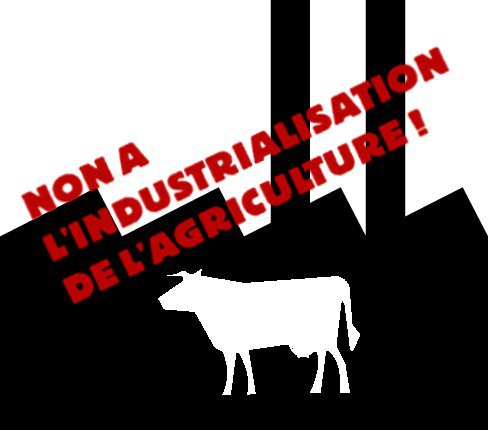 NON A
L'INDUSTRIALISATION
DE L'AGRICULTURE !